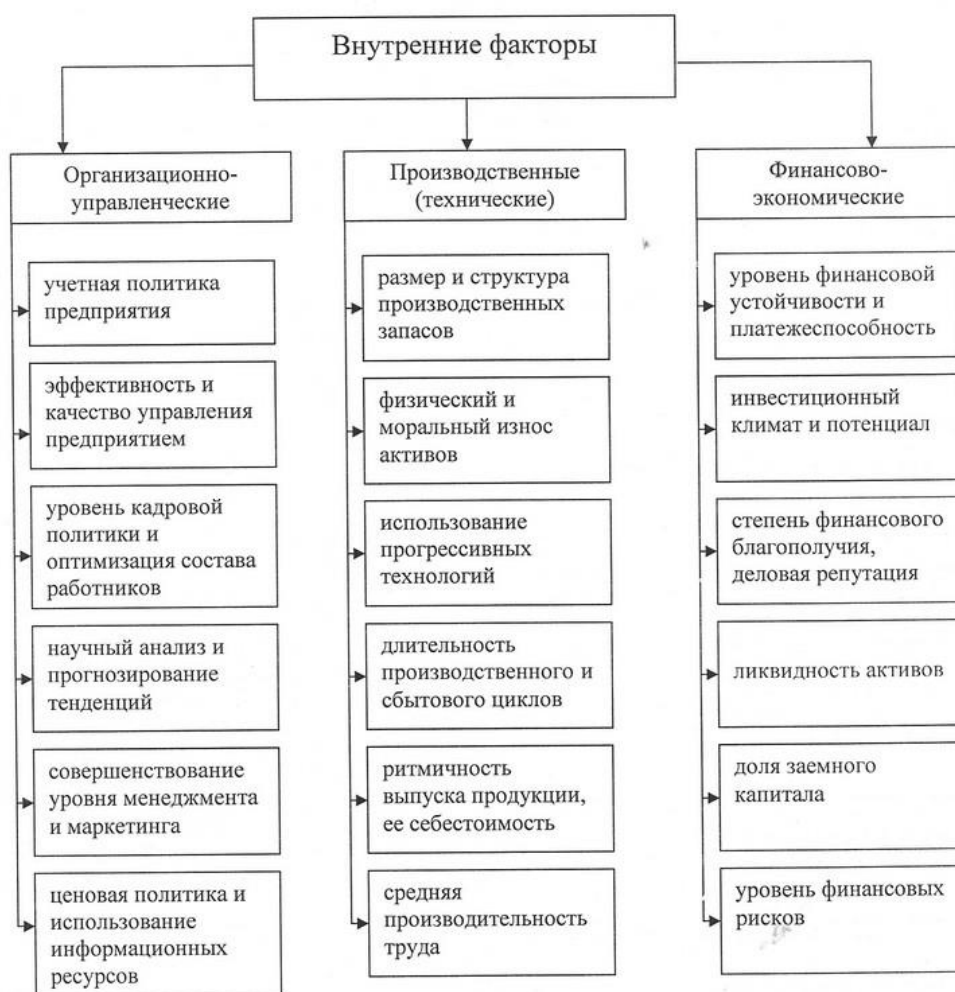 Внутренние факторы
Организационно-
управленческие
учетная политика
предприятия
эффективность и
качество управления
предприятием
уровень кадровой
политики и
оптимизация состава
работников
научный анализ и
прогнозирование
тенденций
совершенствование
уровня менеджмента
и маркетинга
ценовая политика и
использование
информационных
ресурсов
Производственные
(технические)
размер и структура
производственных
запасов
физический и
моральный износ
активов
использование
прогрессивных
технологий
длительность
производственного и
сбытового циклов
ритмичность
выпуска продукции,
ее себестоимость
средняя
производительность
труда
Финансово-
экономические
уровень финансовой
устойчивости и
платежеспособность
инвестиционный
климат и потенциал
степень финансового
благополучия,
деловая репутация
ликвидность активов
доля заемного
капитала
уровень финансовых
рисков